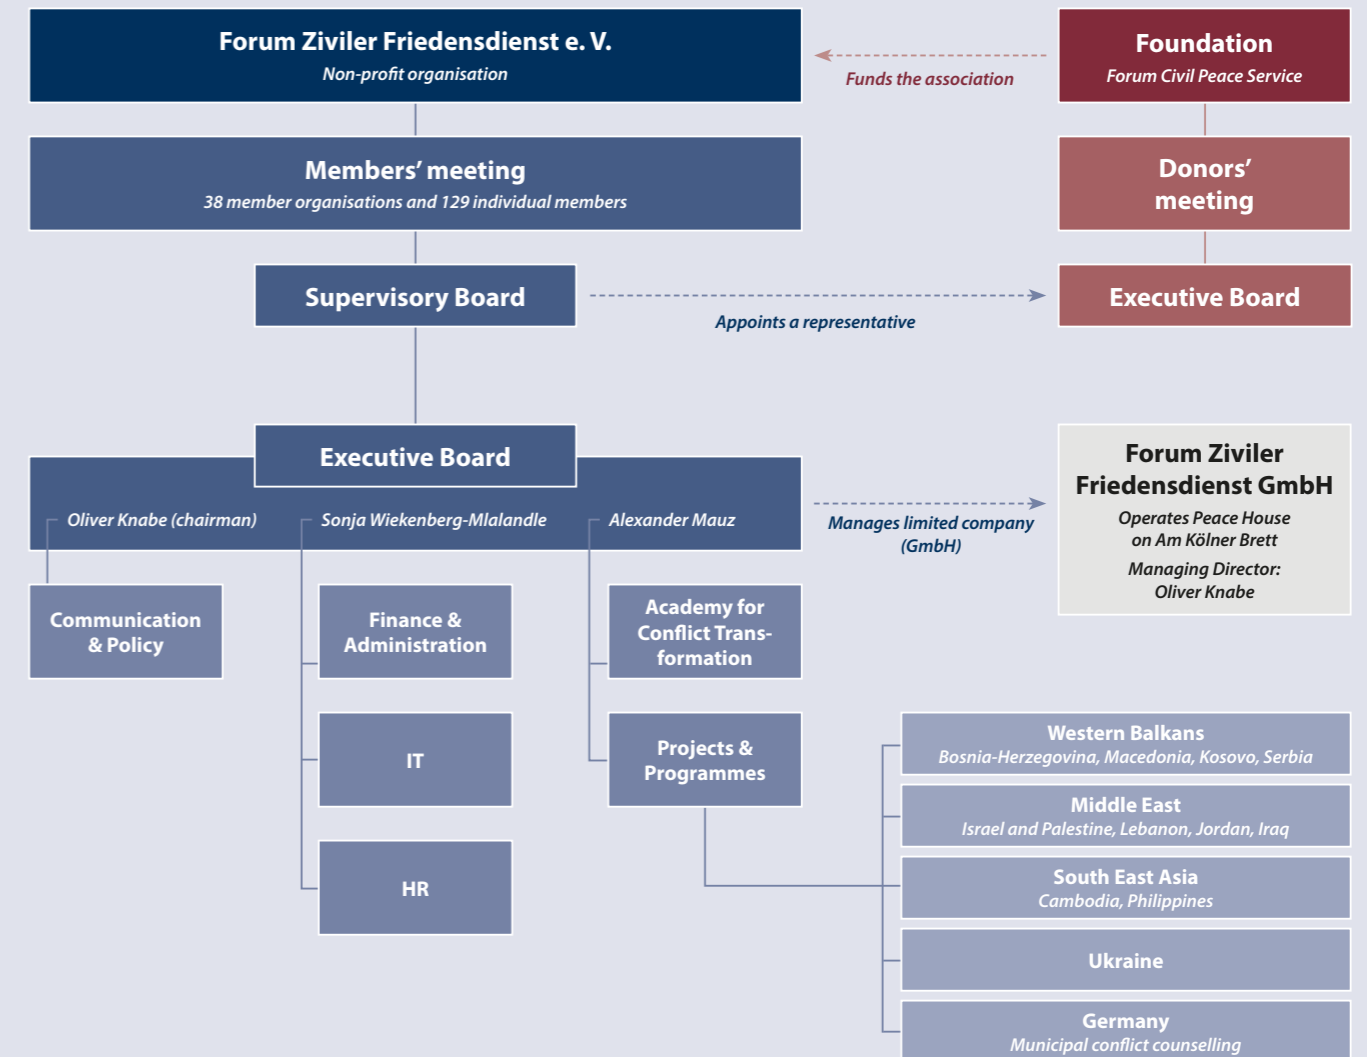 Forum Ziviler Friedensdienst e. V.
Non-profit organisation
Funds the association
Foundation
Forum Civil Peace Service
Members’ meeting
38 member organisations and 129 individual members
Donors’
meeting
Supervisory Board
Appoints a representative
Executive Board
Executive Board
Oliver Knabe (chairman)
Sonja Wiekenberg-Mlalandle
Alexander Mauz
Manages limited company
(GmbH)
Forum Ziviler
Friedensdienst GmbH
Operates Peace House
on Am Kölner Brett
Managing Director:
Oliver Knabe
Communication
& Policy
Finance &
Administration
Academy for
Conflict Trans-
formation
IT
Projects &
Programmes
HR
Western Balkans
Bosnia-Herzegovina, Macedonia, Kosovo, Serbia
Middle East
Israel and Palestine, Lebanon, Jordan, Iraq
South East Asia
Cambodia, Philippines
Ukraine
Germany
Municipal conflict counselling